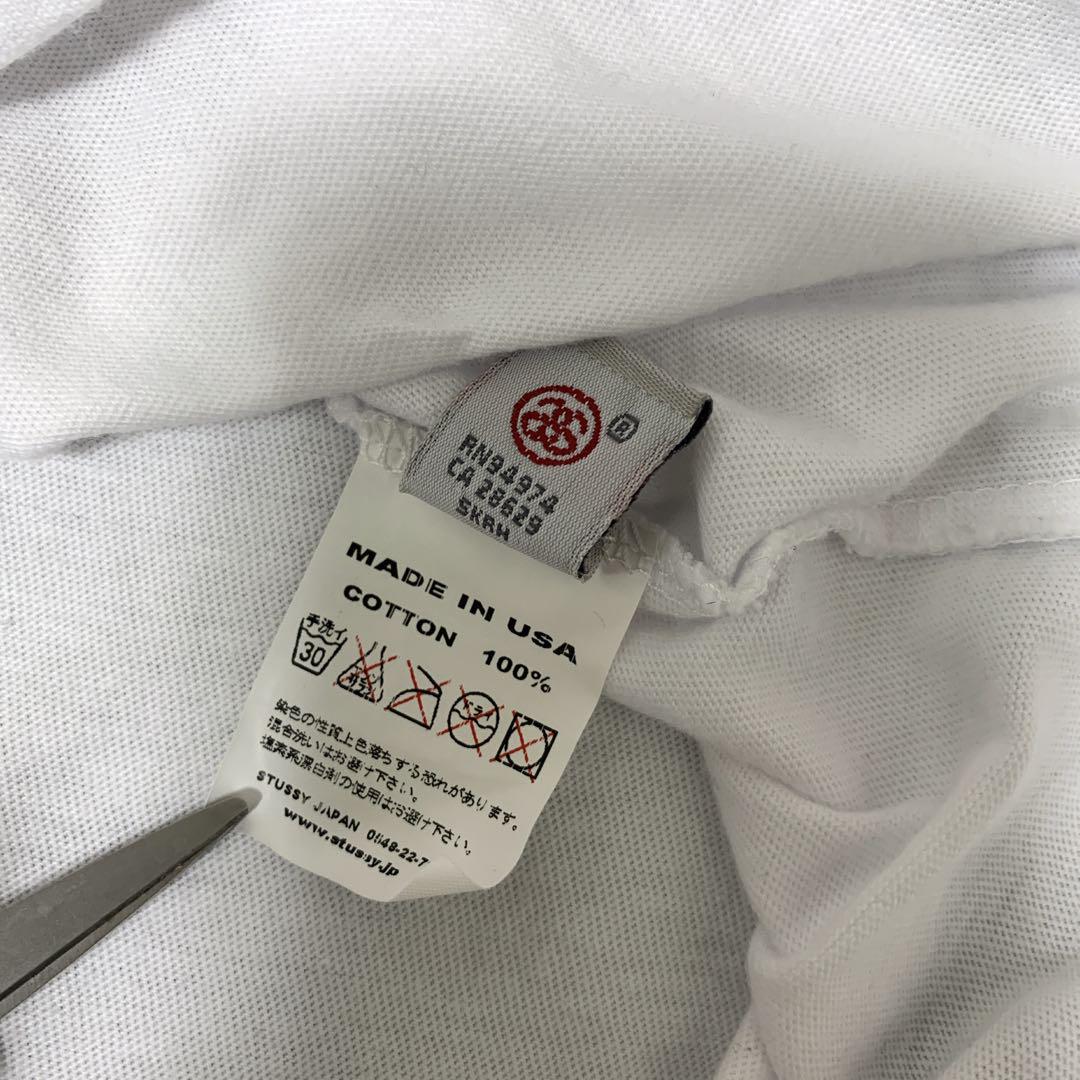 ®
RN94974
CA 28629
MADE IN USA
COTTON 100%
手洗イ
30
染色の性質上色落ちする恐れがあります。
混合洗いはお避け下さい。
塩素系漂白剤の使用はお避け下さい。
STUSSY JAPAN
www.stussy.jp